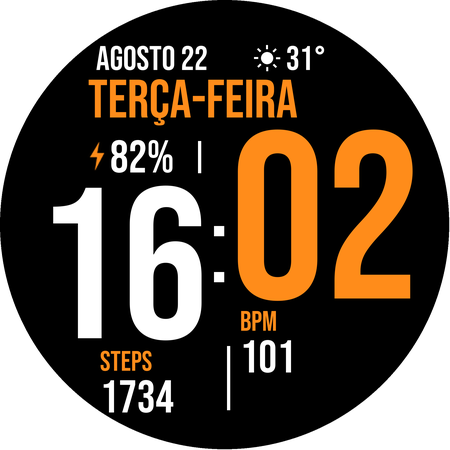 AGOSTO 22 31°
TERÇA-FEIRA
82%
16:02
STEPS
1734
BPM
101